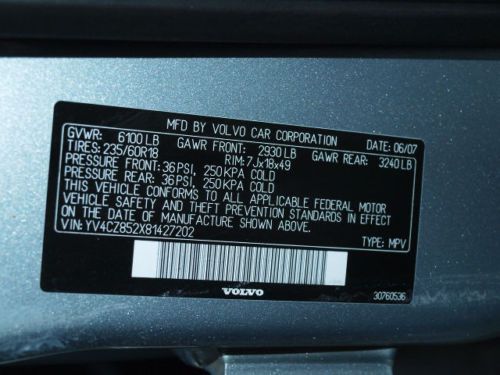 MFD BY VOLVO CAR CORPORATION DATE: 06/07
GVWR: 6100 LB GAWR FRONT: 2930 LB GAWR REAR: 3240 LB
TIRES: 235/60R18 RIM: 7Jx18x49
PRESSURE FRONT: 36 PSI, 250 KPA COLD
PRESSURE REAR: 36 PSI, 250 KPA COLD
THIS VEHICLE CONFORMS TO ALL APPLICABLE FEDERAL MOTOR
VEHICLE SAFETY AND THEFT PREVENTION STANDARDS IN EFFECT
ON THE DATE OF MANUFACTURE SHOWN ABOVE.
VIN: YV4CZ852X81427202 TYPE: MPV
VOLVO 30760536